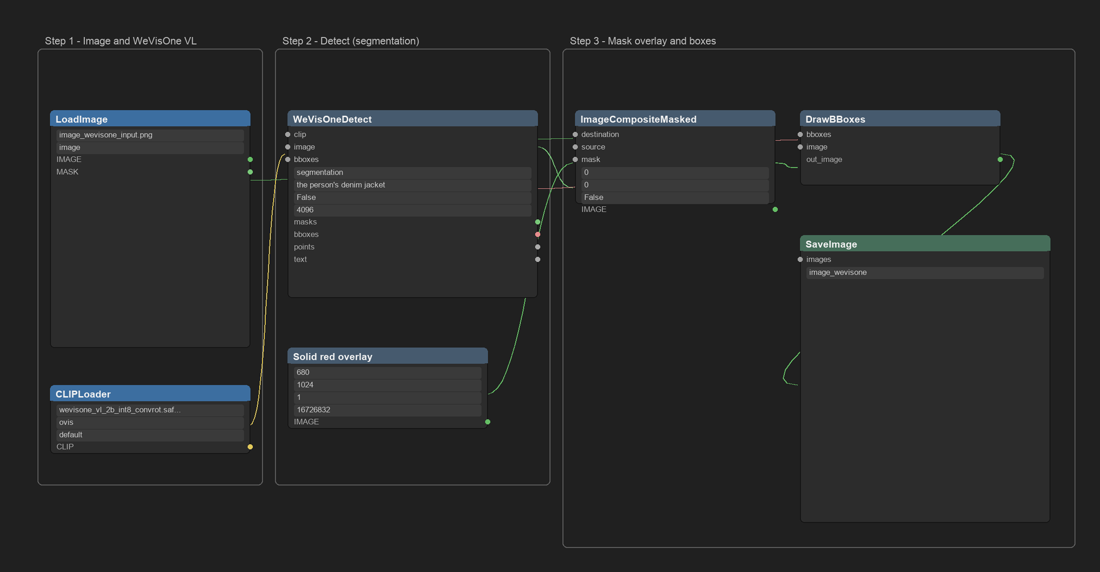 Step 1 - Image and WeVisOne VL
LoadImage
image_wevisone_input.png
image
IMAGE
MASK
CLIPLoader
wevisone_vl_2b_int8_convrot.saf...
ovis
default
CLIP
Step 2 - Detect (segmentation)
WeVisOneDetect
clip
image
bboxes
segmentation
the person's denim jacket
False
4096
masks
bboxes
points
text
Solid red overlay
680
1024
1
16726832
IMAGE
Step 3 - Mask overlay and boxes
ImageCompositeMasked
destination
source
mask
0
0
False
IMAGE
DrawBBoxes
bboxes
image
out_image
SaveImage
images
image_wevisone